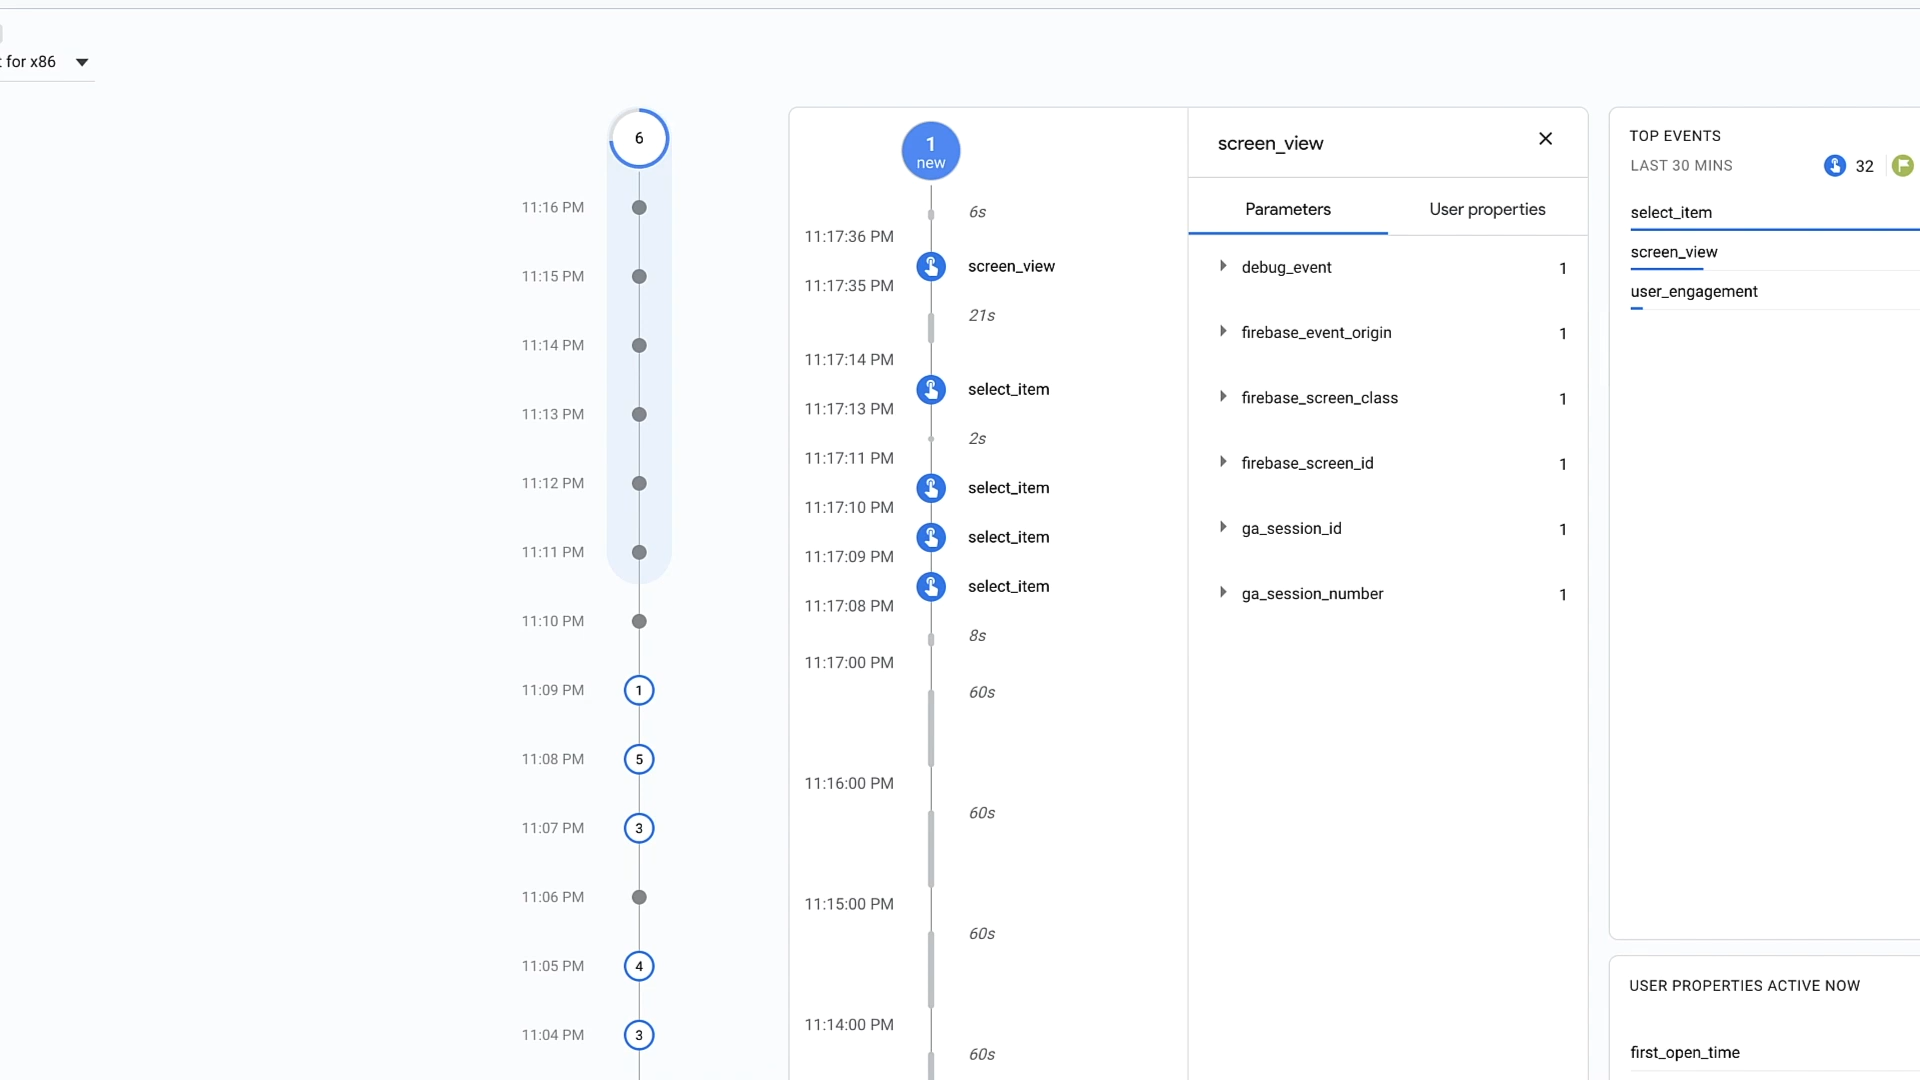 t for x86
6
11:16 PM
11:15 PM
11:14 PM
11:13 PM
11:12 PM
11:11 PM
11:10 PM
11:09 PM 1
11:08 PM 5
11:07 PM 3
11:06 PM
11:05 PM 4
11:04 PM 3
1
new
6s
11:17:36 PM
screen_view
11:17:35 PM
21s
11:17:14 PM
select_item
11:17:13 PM
2s
11:17:11 PM
select_item
11:17:10 PM
select_item
11:17:09 PM
select_item
11:17:08 PM
8s
11:17:00 PM
60s
11:16:00 PM
60s
11:15:00 PM
60s
11:14:00 PM
60s
screen_view
Parameters User properties
debug_event 1
firebase_event_origin 1
firebase_screen_class 1
firebase_screen_id 1
ga_session_id 1
ga_session_number 1
TOP EVENTS
LAST 30 MINS 32
select_item
screen_view
user_engagement
USER PROPERTIES ACTIVE NOW
first_open_time